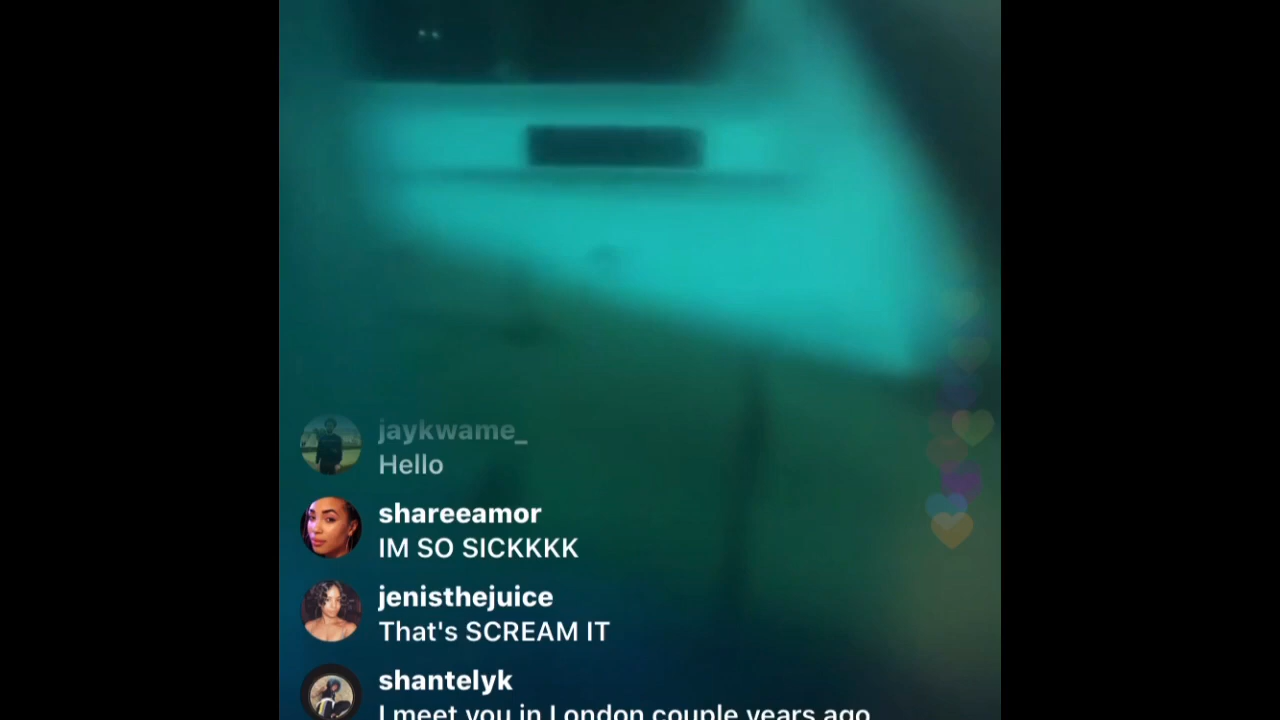 jaykwame_
Hello
shareeamor
IM SO SICKKKK
jenisthejuice
That's SCREAM IT
shantelyk
I meet you in London couple years ago